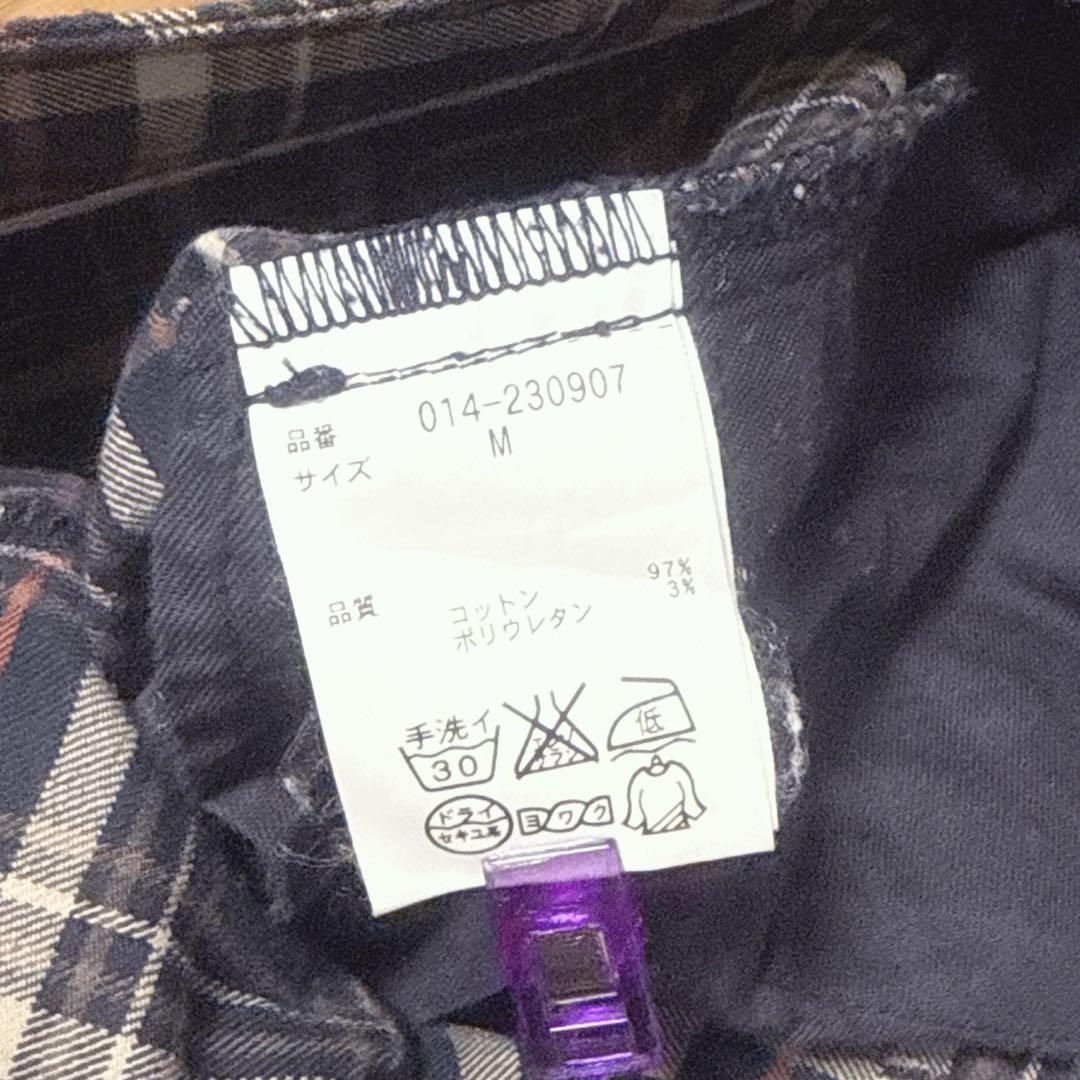 品番 014-230907
サイズ M
品質 コットン 97%
ポリウレタン 3%
手洗イ
30
低
ドライ
セキユ系
ヨワク